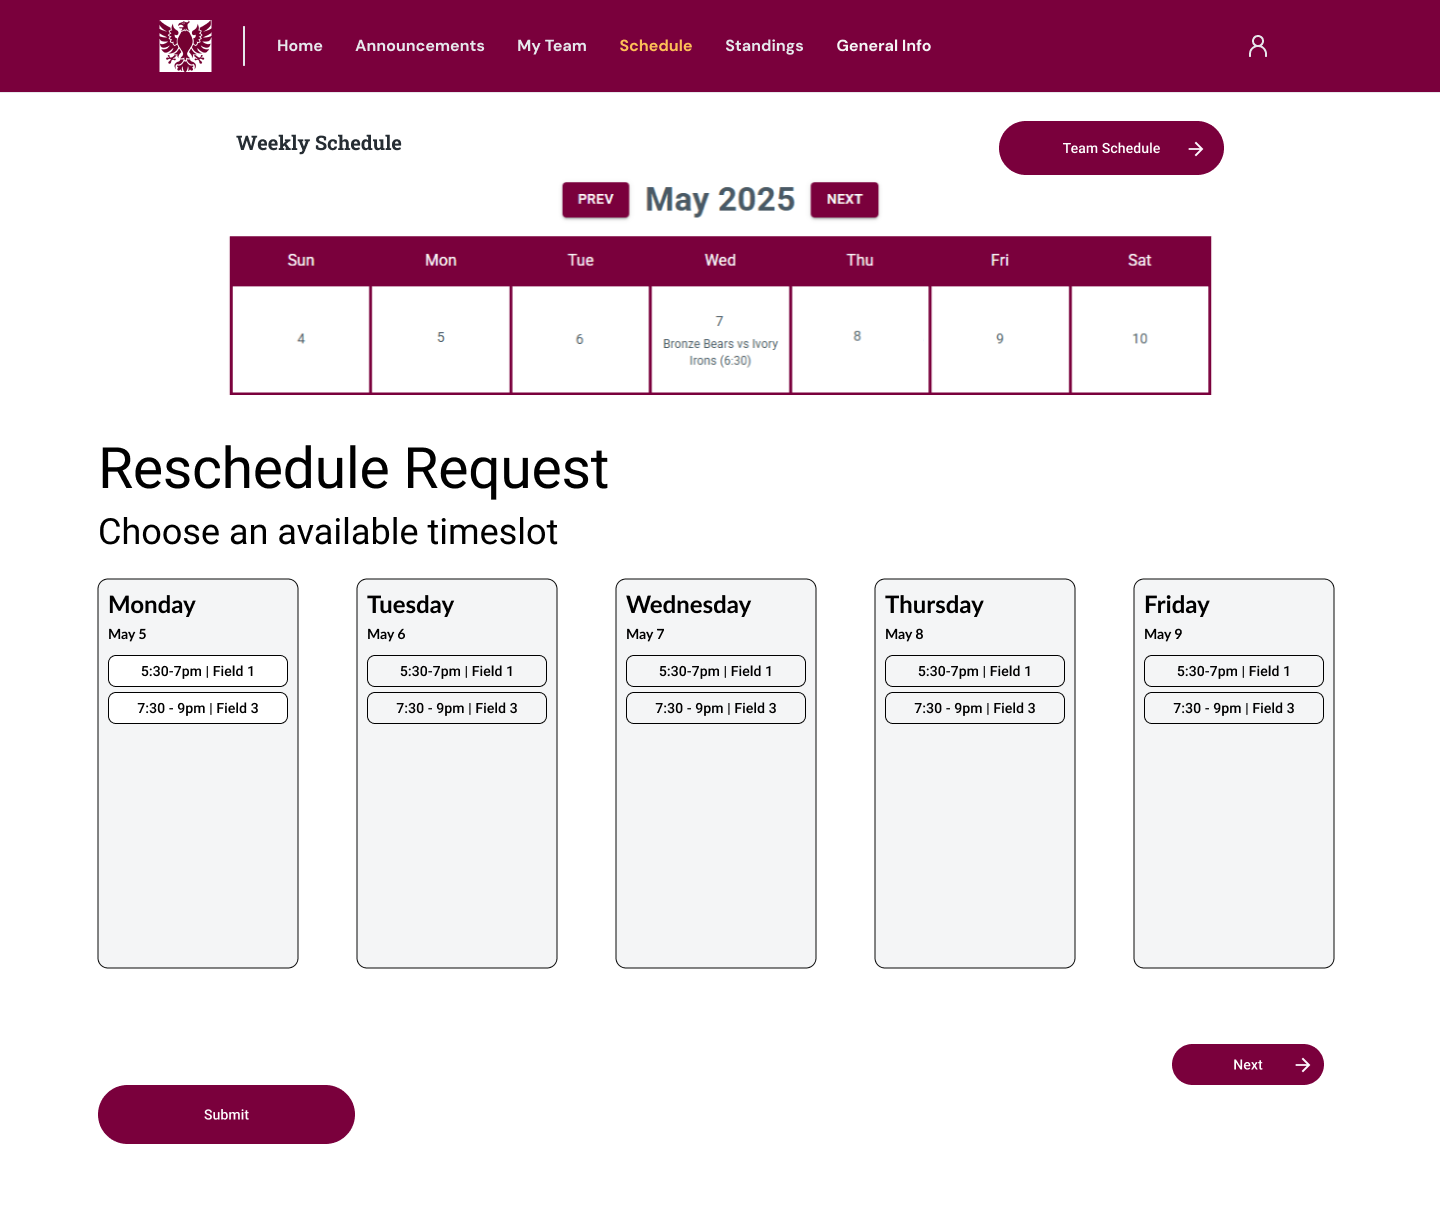 Home Announcements My Team Schedule Standings General Info
Weekly Schedule
Team Schedule
PREV May 2025 NEXT
Sun Mon Tue Wed Thu Fri Sat
4 5 6 7 8 9 10
Bronze Bears vs Ivory
Irons (6:30)
Reschedule Request
Choose an available timeslot
Monday
May 5
5:30-7pm | Field 1
7:30 - 9pm | Field 3
Tuesday
May 6
5:30-7pm | Field 1
7:30 - 9pm | Field 3
Wednesday
May 7
5:30-7pm | Field 1
7:30 - 9pm | Field 3
Thursday
May 8
5:30-7pm | Field 1
7:30 - 9pm | Field 3
Friday
May 9
5:30-7pm | Field 1
7:30 - 9pm | Field 3
Next
Submit